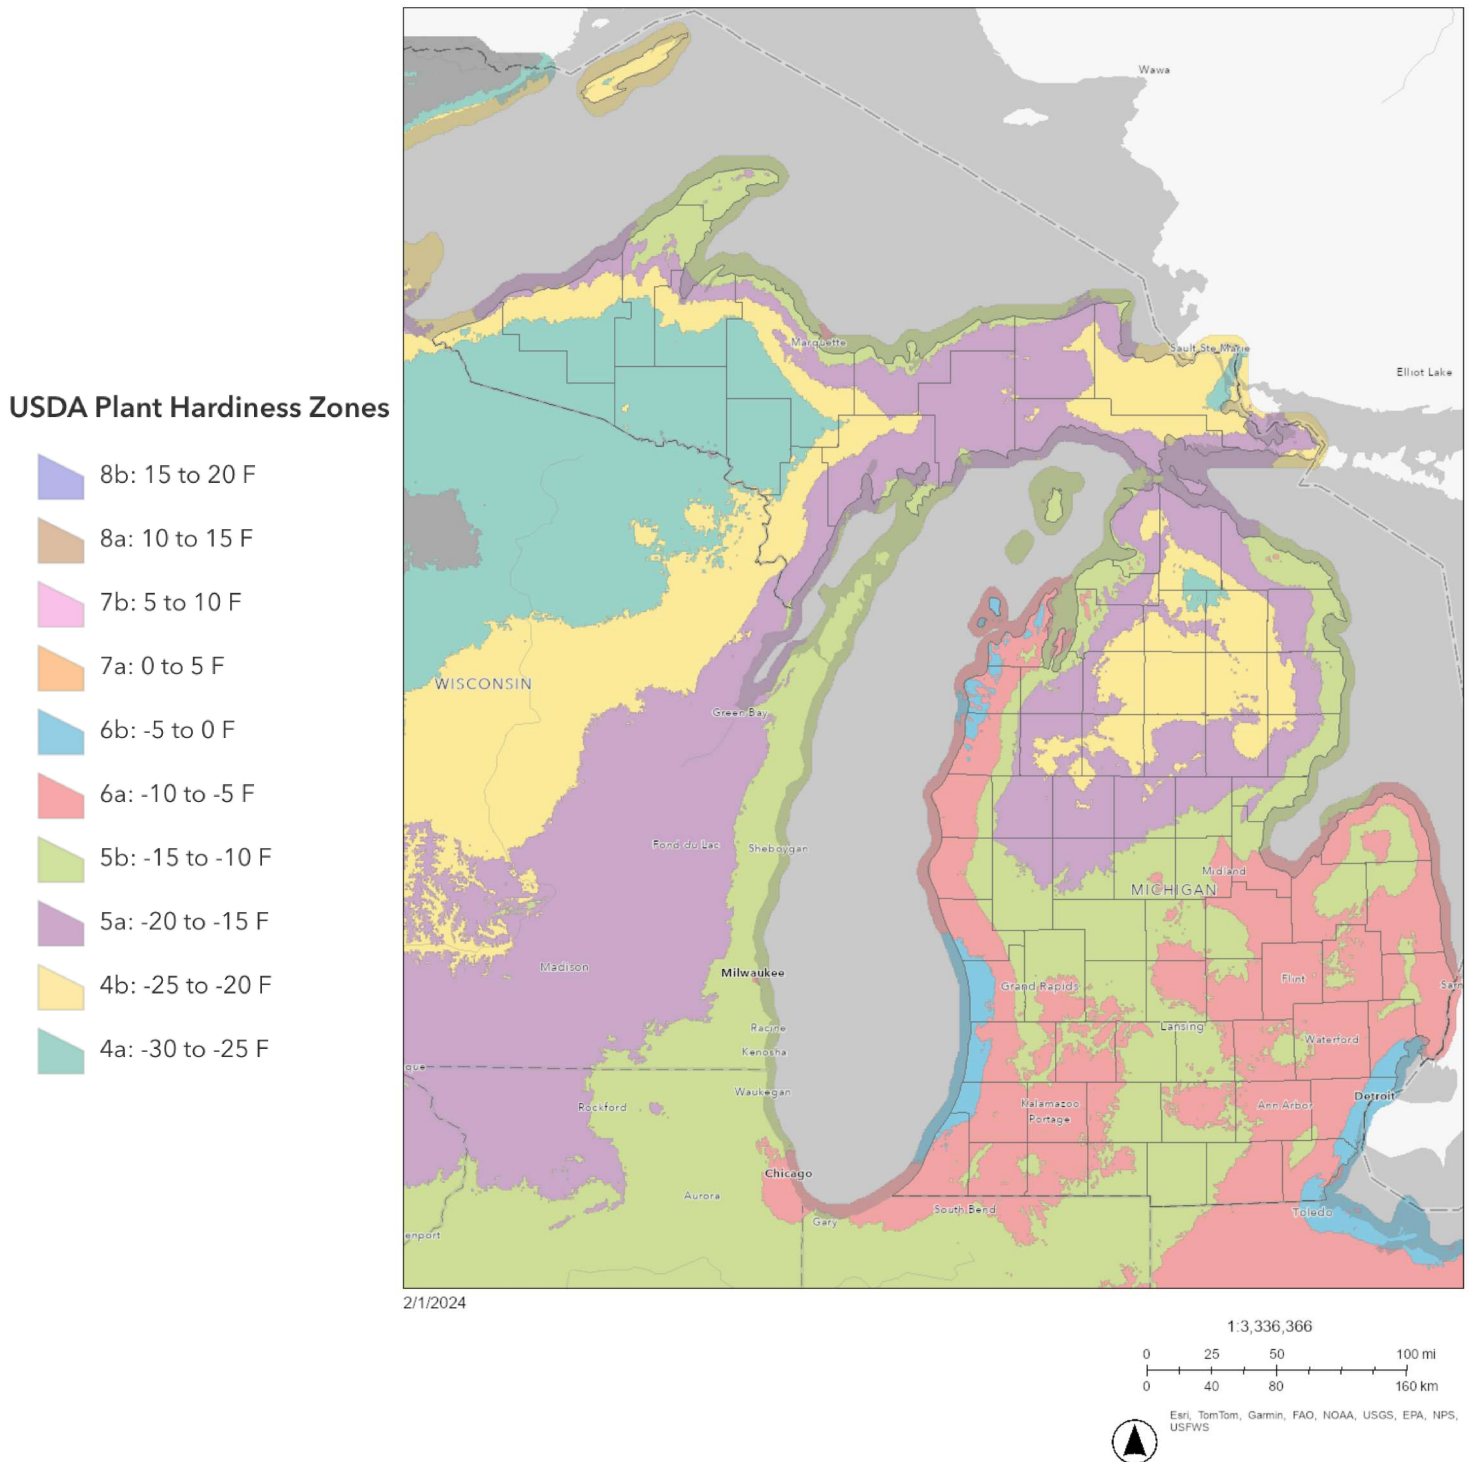 Wawa
Marquette
Sault Ste Marie
Elliot Lake
USDA Plant Hardiness Zones
8b: 15 to 20 F
8a: 10 to 15 F
7b: 5 to 10 F
7a: 0 to 5 F
6b: -5 to 0 F
6a: -10 to -5 F
5b: -15 to -10 F
5a: -20 to -15 F
4b: -25 to -20 F
4a: -30 to -25 F
WISCONSIN
Green Bay
Fond du Lac
Sheboygan
Midland
MICHIGAN
Madison
Milwaukee
Grand Rapids
Flint
Sarn
Racine
Lansing
Waterford
Kenosha
que
Waukegan
Rockford
Kalamazoo
Portage
Ann Arbor
Detroit
Chicago
Aurora
South Bend
Toledo
Gary
enport
2/1/2024
1:3,336,366
0 25 50 100 mi
0 40 80 160 km
Esri, TomTom, Garmin, FAO, NOAA, USGS, EPA, NPS,
USFWS